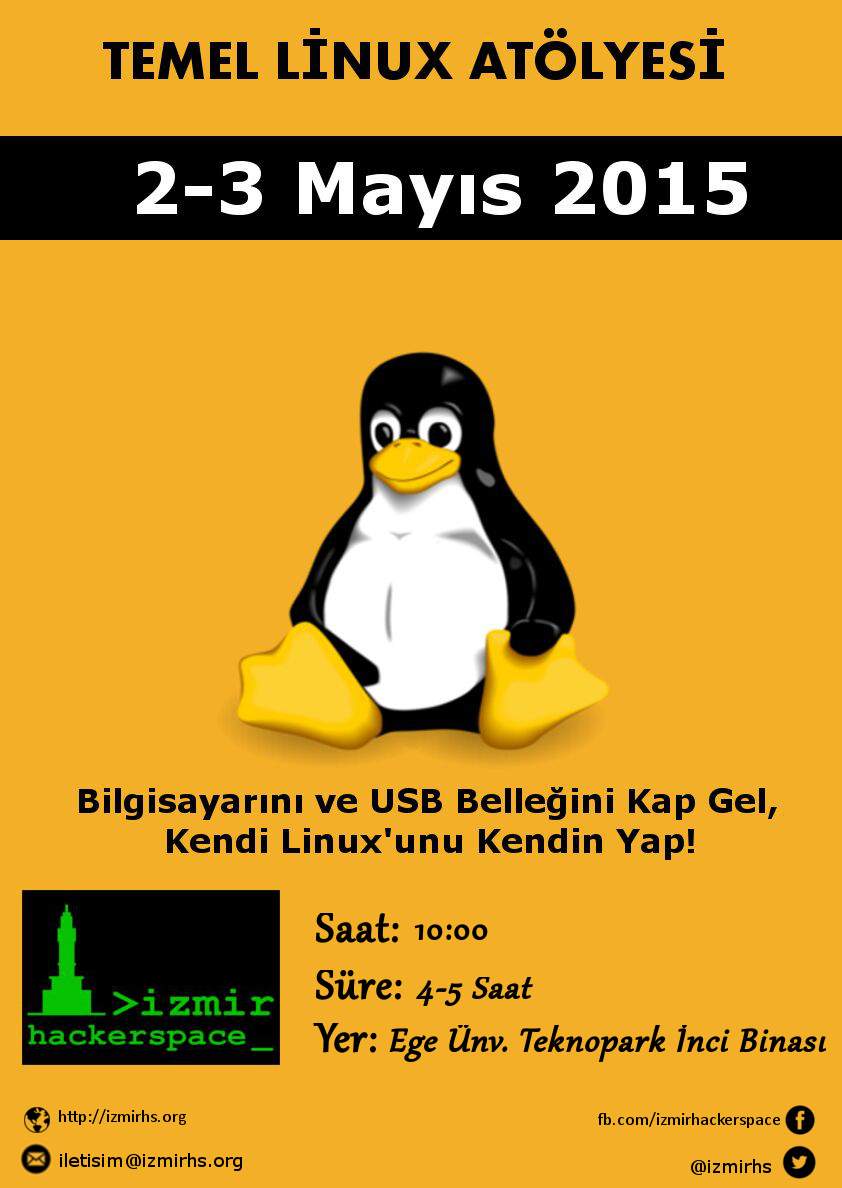 TEMEL LİNUX ATÖLYESİ
2-3 Mayıs 2015
Bilgisayarını ve USB Belleğini Kap Gel,
Kendi Linux'unu Kendin Yap!
>izmir
hackerspace_
Saat: 10:00
Süre: 4-5 Saat
Yer: Ege Ünv. Teknopark İnci Binası
http://izmirhs.org
fb.com/izmirhackerspace
iletisim@izmirhs.org
@izmirhs